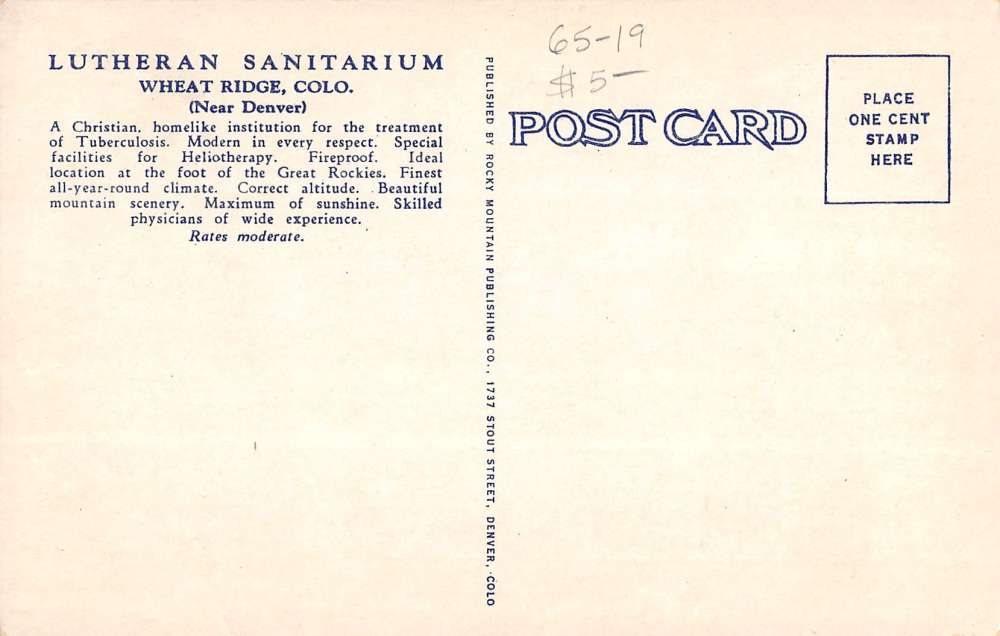 LUTHERAN SANITARIUM
WHEAT RIDGE, COLO.
(Near Denver)
A Christian, homelike institution for the treatment
of Tuberculosis. Modern in every respect. Special
facilities for Heliotherapy. Fireproof. Ideal
location at the foot of the Great Rockies. Finest
all-year-round climate. Correct altitude. Beautiful
mountain scenery. Maximum of sunshine. Skilled
physicians of wide experience.
Rates moderate.
PUBLISHED BY ROCKY MOUNTAIN PUBLISHING CO., 1737 STOUT STREET, DENVER, COLO
65-19
$5-
POST CARD
PLACE
ONE CENT
STAMP
HERE